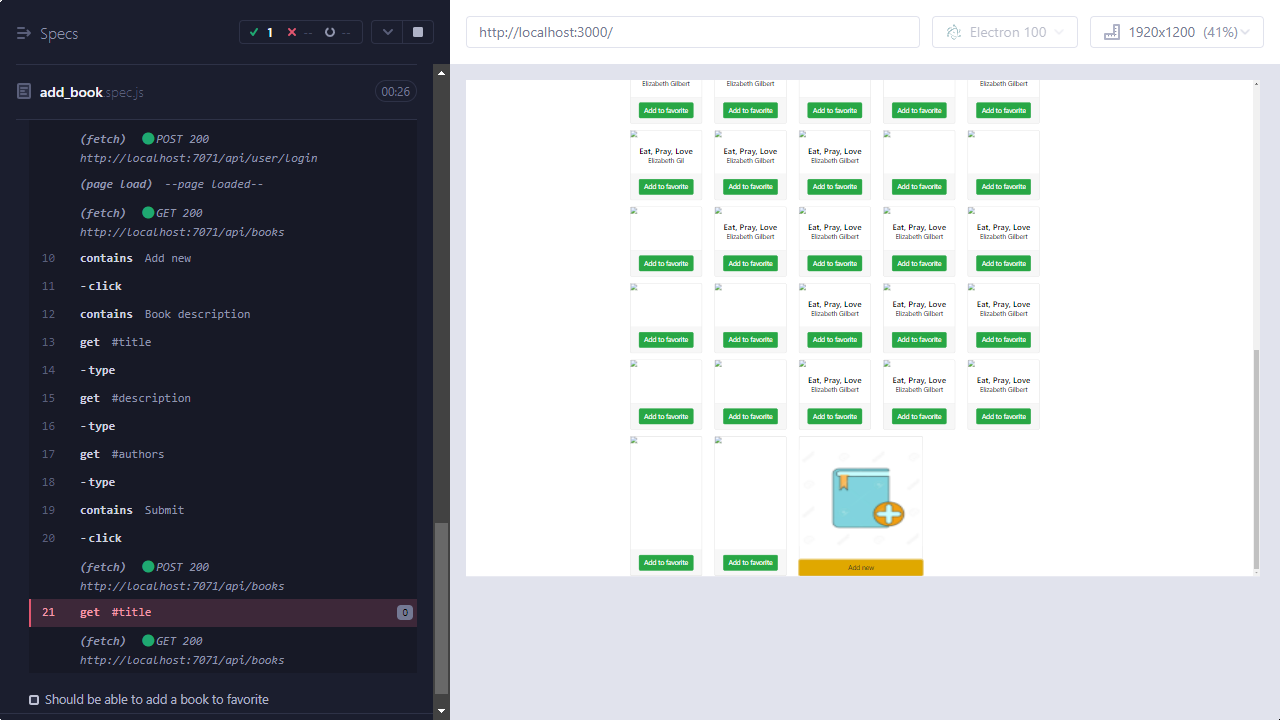 Specs
1
--
--
add_book.spec.js
00:26
(fetch) POST 200
http://localhost:7071/api/user/login
(page load) --page loaded--
(fetch) GET 200
http://localhost:7071/api/books
10 contains Add new
11 -click
12 contains Book description
13 get #title
14 -type
15 get #description
16 -type
17 get #authors
18 -type
19 contains Submit
20 -click
(fetch) POST 200
http://localhost:7071/api/books
21 get #title 0
(fetch) GET 200
http://localhost:7071/api/books
Should be able to add a book to favorite
http://localhost:3000/
Electron 100
1920x1200 (41%)
Elizabeth Gilbert Elizabeth Gilbert Elizabeth Gilbert
Add to favorite Add to favorite Add to favorite Add to favorite Add to favorite
Eat, Pray, Love Eat, Pray, Love Eat, Pray, Love
Elizabeth Gil Elizabeth Gilbert Elizabeth Gilbert
Add to favorite Add to favorite Add to favorite Add to favorite Add to favorite
Eat, Pray, Love Eat, Pray, Love Eat, Pray, Love Eat, Pray, Love
Elizabeth Gilbert Elizabeth Gilbert Elizabeth Gilbert Elizabeth Gilbert
Add to favorite Add to favorite Add to favorite Add to favorite Add to favorite
Eat, Pray, Love Eat, Pray, Love Eat, Pray, Love
Elizabeth Gilbert Elizabeth Gilbert Elizabeth Gilbert
Add to favorite Add to favorite Add to favorite Add to favorite Add to favorite
Eat, Pray, Love Eat, Pray, Love Eat, Pray, Love
Elizabeth Gilbert Elizabeth Gilbert Elizabeth Gilbert
Add to favorite Add to favorite Add to favorite Add to favorite Add to favorite
Add to favorite Add to favorite Add new